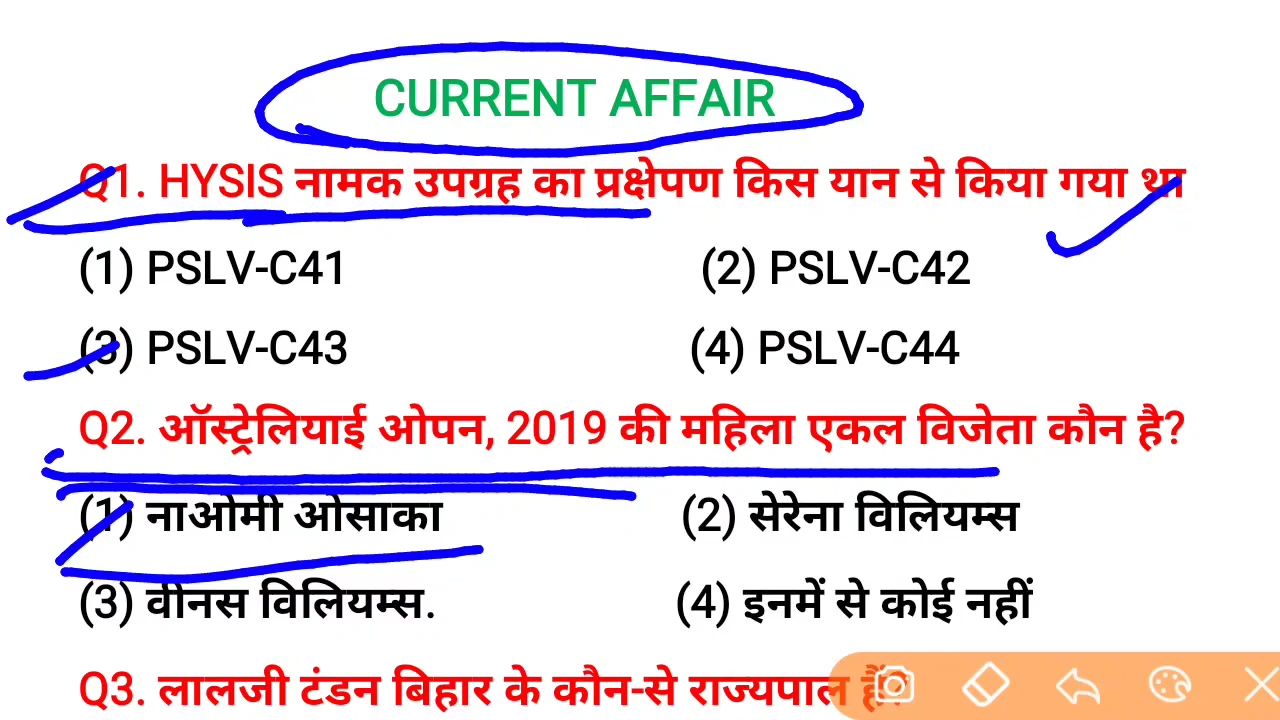 CURRENT AFFAIR
Q1. HYSIS नामक उपग्रह का प्रक्षेपण किस यान से किया गया था
(1) PSLV-C41 (2) PSLV-C42
(3) PSLV-C43 (4) PSLV-C44
Q2. ऑस्ट्रेलियाई ओपन, 2019 की महिला एकल विजेता कौन है?
(1) नाओमी ओसाका (2) सेरेना विलियम्स
(3) वीनस विलियम्स. (4) इनमें से कोई नहीं
Q3. लालजी टंडन बिहार के कौन-से राज्यपाल हैं?